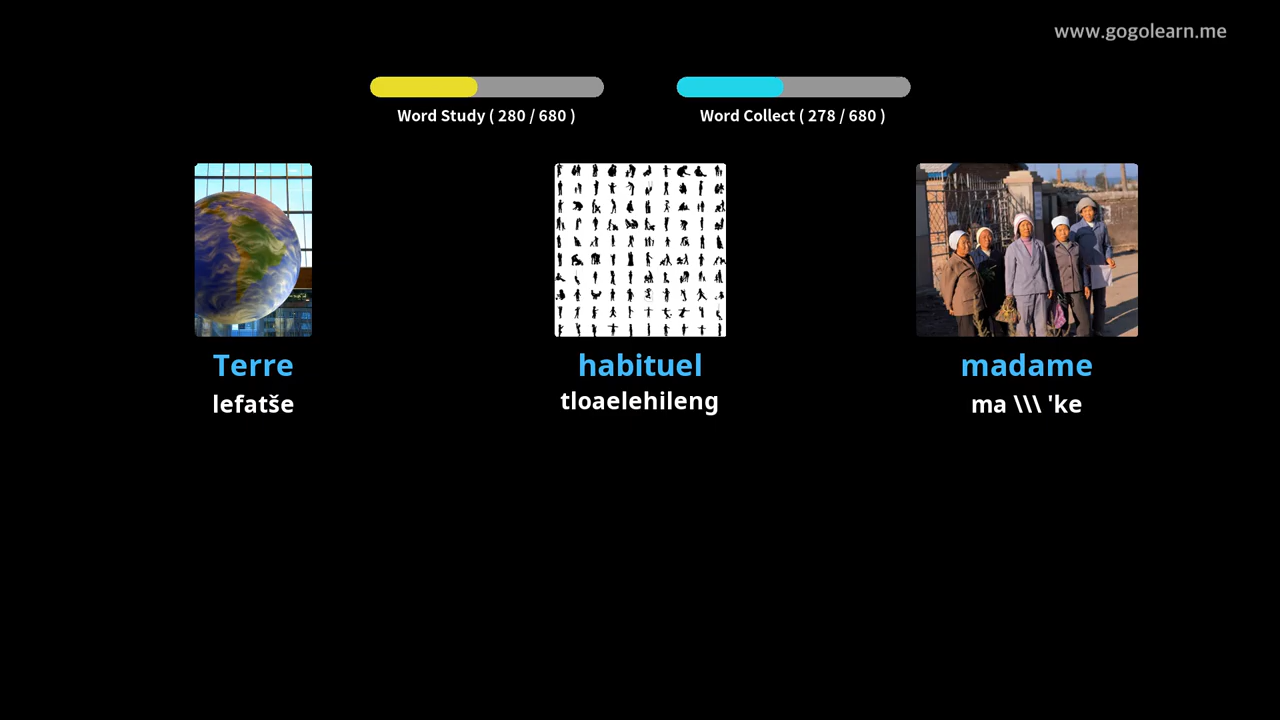 www.gogolearn.me
Word Study ( 280 / 680 )
Word Collect ( 278 / 680 )
Terre
habituel
madame
lefatše
tloaelehileng
ma \\\ 'ke